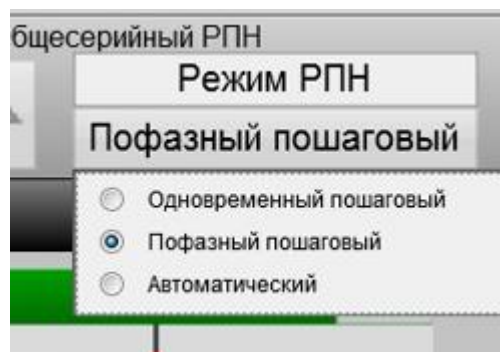 бщесерийный РПН
Режим РПН
Пофазный пошаговый
Одновременный пошаговый
Пофазный пошаговый
Автоматический